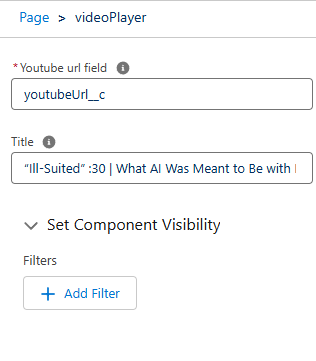 Page > videoPlayer
* Youtube url field
youtubeUrl__c
Title
“Ill-Suited” :30 | What AI Was Meant to Be with
Set Component Visibility
Filters
+ Add Filter